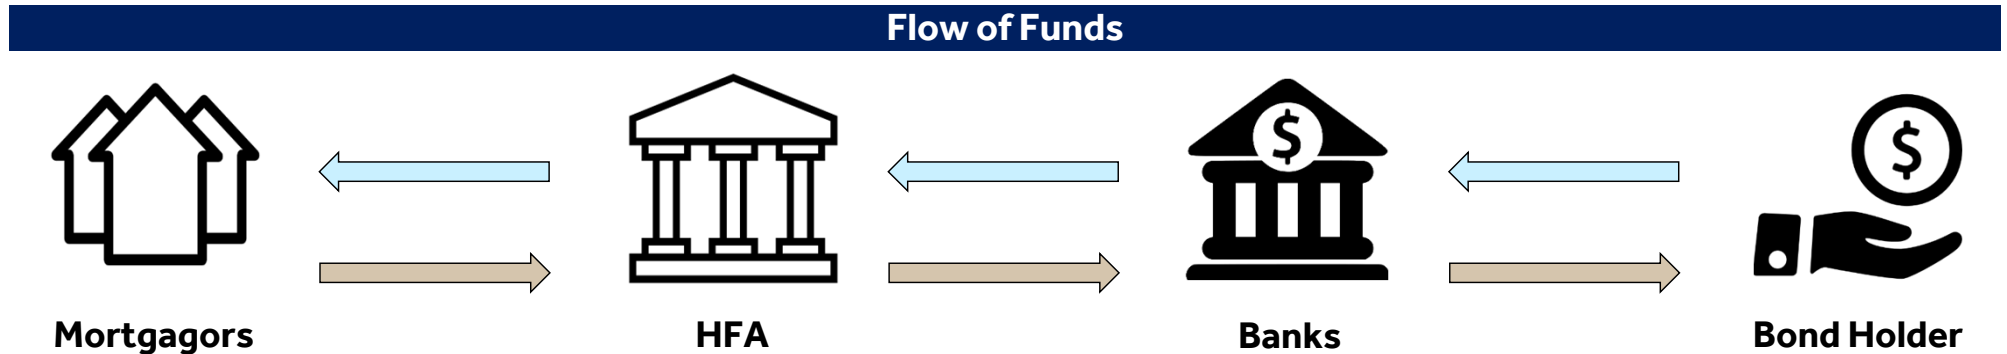 Flow of Funds
$
$
Mortgagors
HFA
Banks
Bond Holder